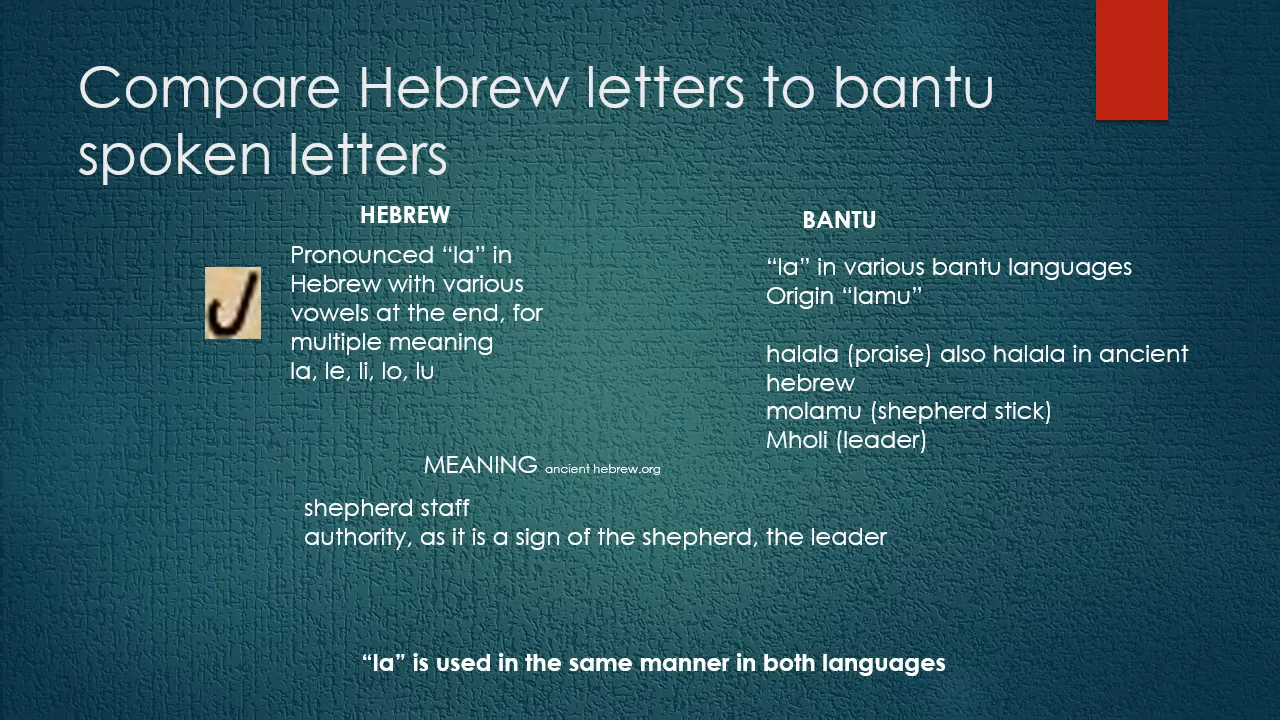 Compare Hebrew letters to bantu
spoken letters
HEBREW
Pronounced “la” in
Hebrew with various
vowels at the end, for
multiple meaning
la, le, li, lo, lu
BANTU
“la” in various bantu languages
Origin “lamu”
halala (praise) also halala in ancient
hebrew
molamu (shepherd stick)
Mholi (leader)
MEANING ancient hebrew.org
shepherd staff
authority, as it is a sign of the shepherd, the leader
“la” is used in the same manner in both languages